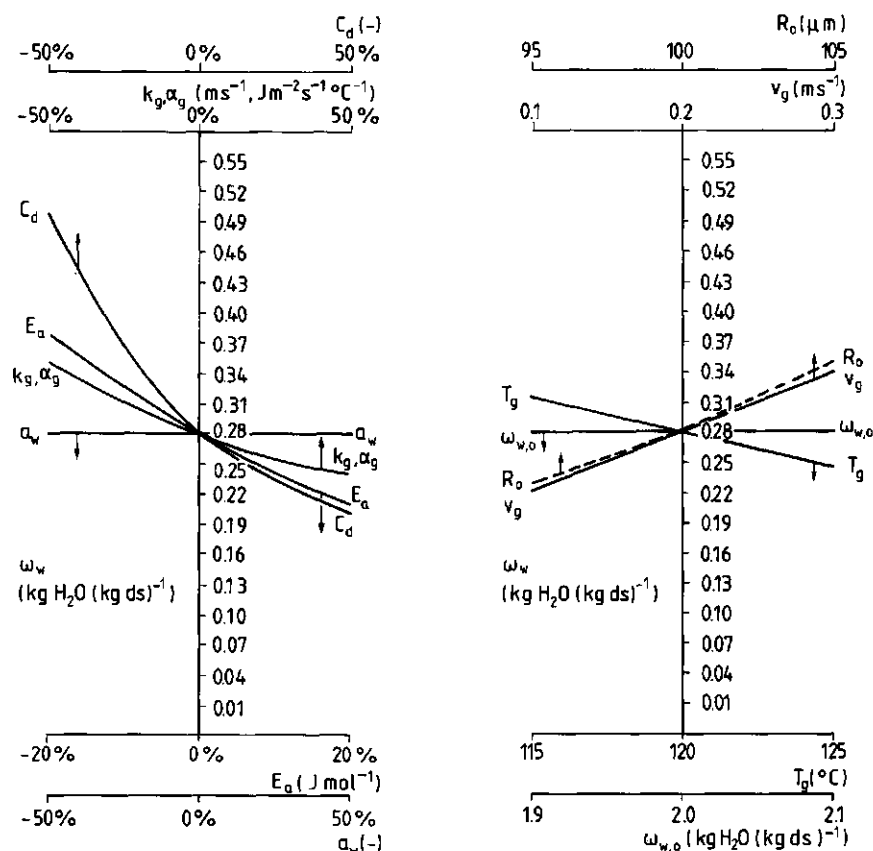 C_d (-)
-50% 0% 50%
k_g,α_g (ms⁻¹, Jm⁻²s⁻¹ °C⁻¹)
-50% 0% 50%
0.55
0.52
0.49
0.46
0.43
0.40
0.37
0.34
0.31
0.28
0.25
0.22
0.19
0.16
0.13
0.10
0.07
0.04
0.01
C_d
E_a
k_g,α_g
a_w
a_w
k_g,α_g
E_a
C_d
ω_w
(kg H₂O (kg ds)⁻¹)
-20% 0% 20%
E_a (J mol⁻¹)
-50% 0% 50%
a_w(-)
R_o (μm)
95 100 105
v_g (ms⁻¹)
0.1 0.2 0.3
0.55
0.52
0.49
0.46
0.43
0.40
0.37
0.34
0.31
0.28
0.25
0.22
0.19
0.16
0.13
0.10
0.07
0.04
0.01
T_g
ω_w,o
R_o
v_g
R_o
v_g
ω_w,o
T_g
ω_w
(kg H₂O (kg ds)⁻¹)
115 120 125
T_g (°C)
1.9 2.0 2.1
ω_w,o (kg H₂O (kg ds)⁻¹)